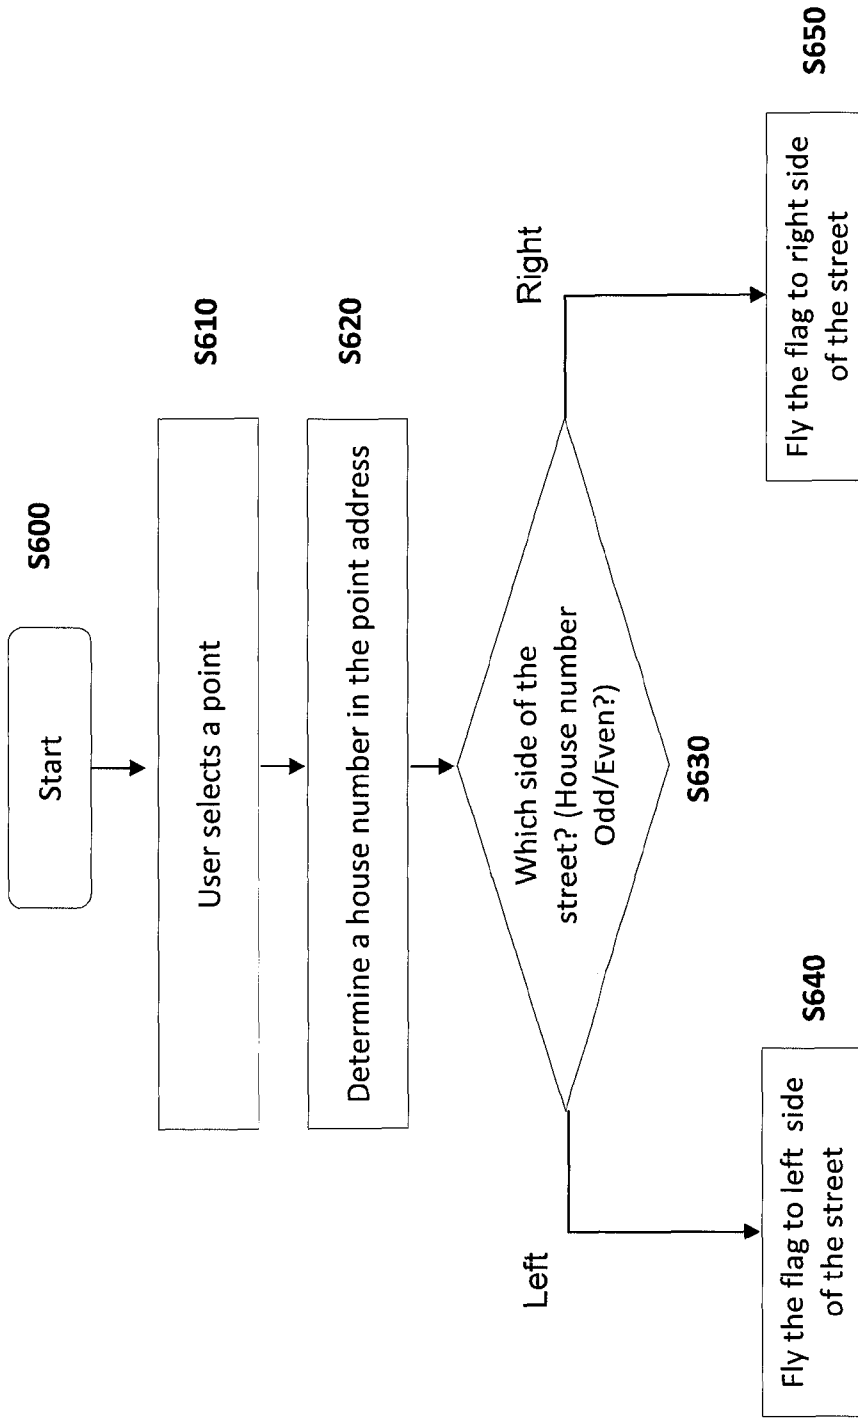 Start
S600
User selects a point
S610
Determine a house number in the point address
S620
Which side of the
street? (House number
Odd/Even?)
S630
Left
Right
Fly the flag to left side
of the street
S640
Fly the flag to right side
of the street
S650